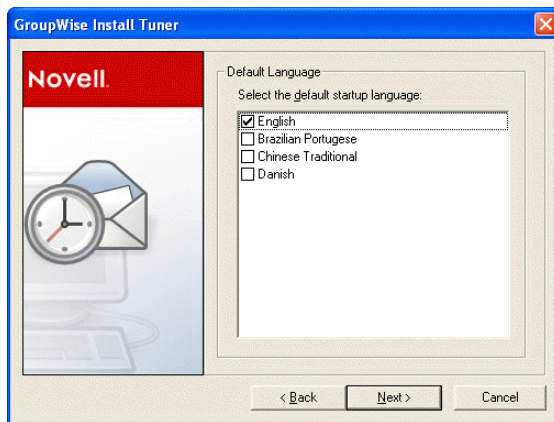 GroupWise Install Tuner
Novell.
Default Language
Select the default startup language:
English
Brazilian Portugese
Chinese Traditional
Danish
< Back
Next >
Cancel